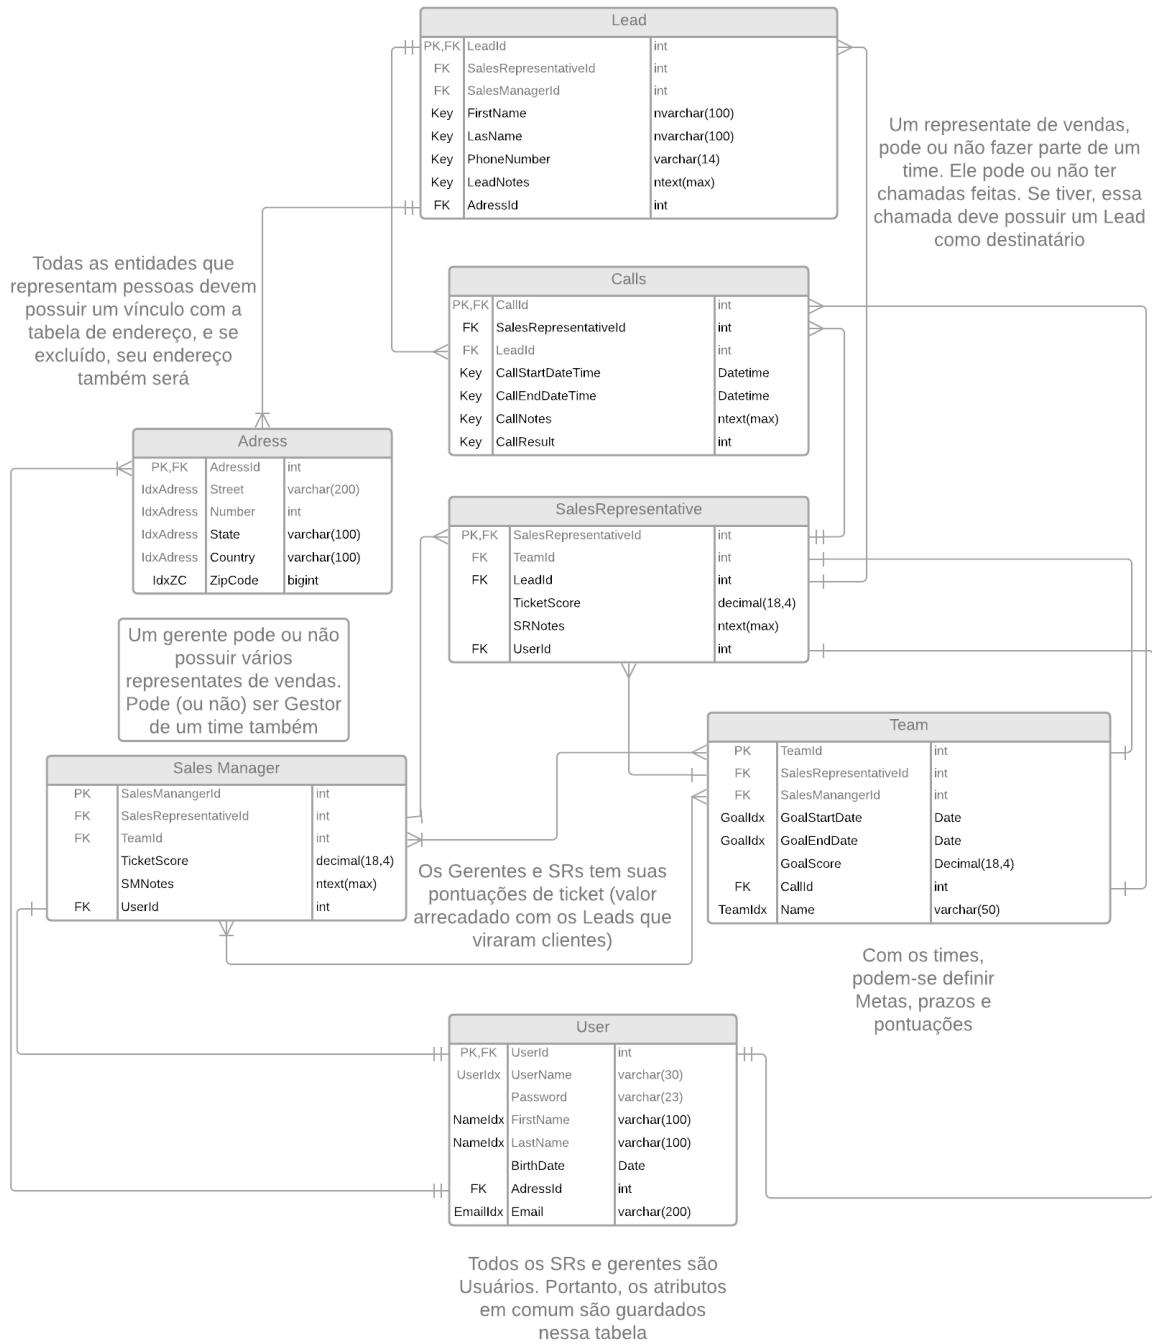 Lead
PK,FK LeadId int
FK SalesRepresentativeId int
FK SalesManagerId int
Key FirstName nvarchar(100)
Key LasName nvarchar(100)
Key PhoneNumber varchar(14)
Key LeadNotes ntext(max)
FK AdressId int
Um representate de vendas,
pode ou não fazer parte de um
time. Ele pode ou não ter
chamadas feitas. Se tiver, essa
chamada deve possuir um Lead
como destinatário
Todas as entidades que
representam pessoas devem
possuir um vínculo com a
tabela de endereço, e se
excluído, seu endereço
também será
Calls
PK,FK CallId int
FK SalesRepresentativeId int
FK LeadId int
Key CallStartDateTime Datetime
Key CallEndDateTime Datetime
Key CallNotes ntext(max)
Key CallResult int
Adress
PK,FK AdressId int
IdxAdress Street varchar(200)
IdxAdress Number int
IdxAdress State varchar(100)
IdxAdress Country varchar(100)
IdxZC ZipCode bigint
SalesRepresentative
PK,FK SalesRepresentativeId int
FK TeamId int
FK LeadId int
TicketScore decimal(18,4)
SRNotes ntext(max)
FK UserId int
Um gerente pode ou não
possuir vários
representates de vendas.
Pode (ou não) ser Gestor
de um time também
Sales Manager
PK SalesManangerId int
FK SalesRepresentativeId int
FK TeamId int
TicketScore decimal(18,4)
SMNotes ntext(max)
FK UserId int
Team
PK TeamId int
FK SalesRepresentativeId int
FK SalesManangerId int
GoalIdx GoalStartDate Date
GoalIdx GoalEndDate Date
GoalScore Decimal(18,4)
FK CallId int
TeamIdx Name varchar(50)
Os Gerentes e SRs tem suas
pontuações de ticket (valor
arrecadado com os Leads que
viraram clientes)
Com os times,
podem-se definir
Metas, prazos e
pontuações
User
PK,FK UserId int
UserIdx UserName varchar(30)
Password varchar(23)
NameIdx FirstName varchar(100)
NameIdx LastName varchar(100)
BirthDate Date
FK AdressId int
EmailIdx Email varchar(200)
Todos os SRs e gerentes são
Usuários. Portanto, os atributos
em comum são guardados
nessa tabela